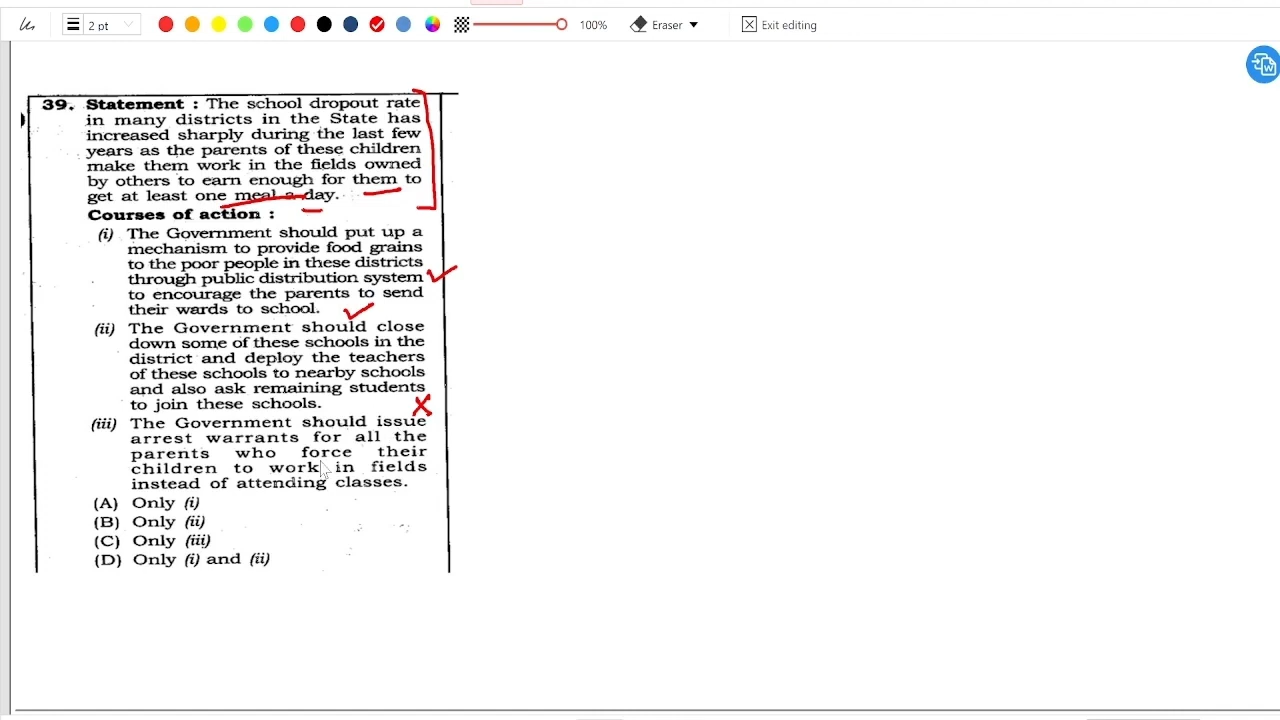 2 pt
100%
Eraser
Exit editing
39. Statement : The school dropout rate
in many districts in the State has
increased sharply during the last few
years as the parents of these children
make them work in the fields owned
by others to earn enough for them to
get at least one meal a day.
Courses of action :
(i) The Government should put up a
mechanism to provide food grains
to the poor people in these districts
through public distribution system
to encourage the parents to send
their wards to school.
(ii) The Government should close
down some of these schools in the
district and deploy the teachers
of these schools to nearby schools
and also ask remaining students
to join these schools.
(iii) The Government should issue
arrest warrants for all the
parents who force their
children to work in fields
instead of attending classes.
(A) Only (i)
(B) Only (ii)
(C) Only (iii)
(D) Only (i) and (ii)